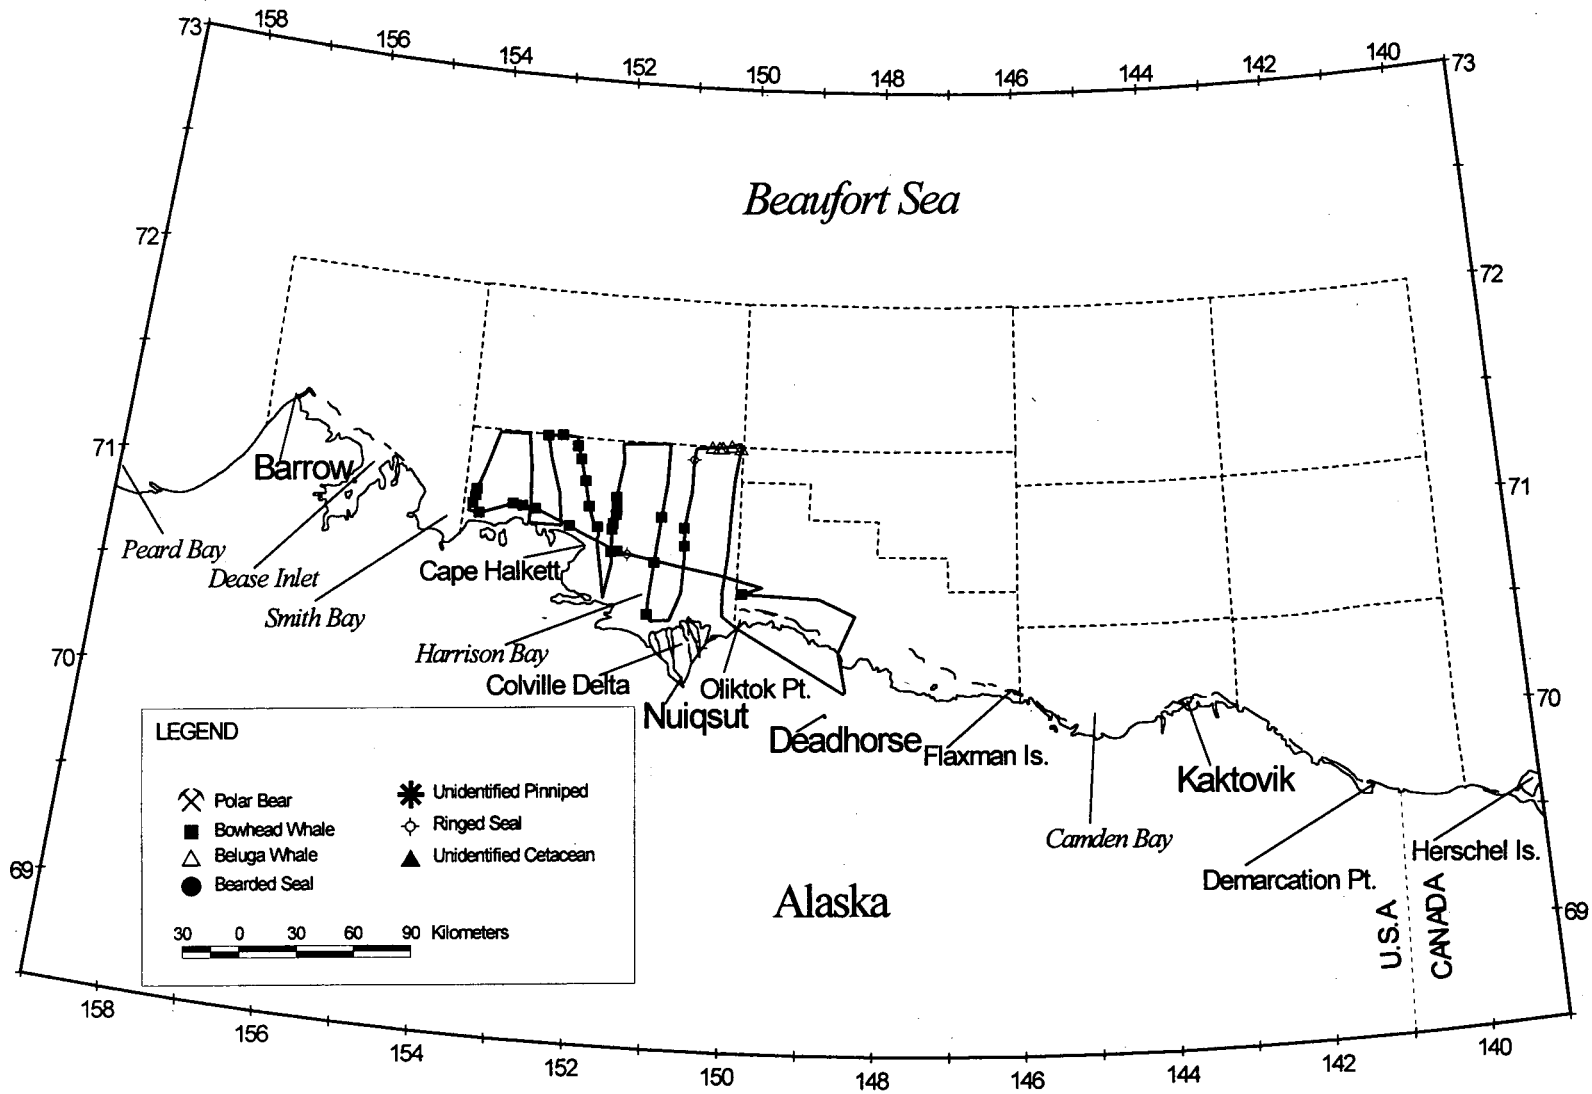 158
156
154
152
150
148
146
144
142
140
73
73
Beaufort Sea
72
72
71
71
Barrow
Peard Bay
Dease Inlet
Smith Bay
Cape Halkett
Harrison Bay
Colville Delta
Oliktok Pt.
Nuiqsut
Deadhorse
Flaxman Is.
Kaktovik
Camden Bay
Demarcation Pt.
Herschel Is.
70
70
LEGEND
Polar Bear
Bowhead Whale
Beluga Whale
Bearded Seal
Unidentified Pinniped
Ringed Seal
Unidentified Cetacean
30 0 30 60 90 Kilometers
Alaska
U.S.A
CANADA
69
69
158
156
154
152
150
148
146
144
142
140